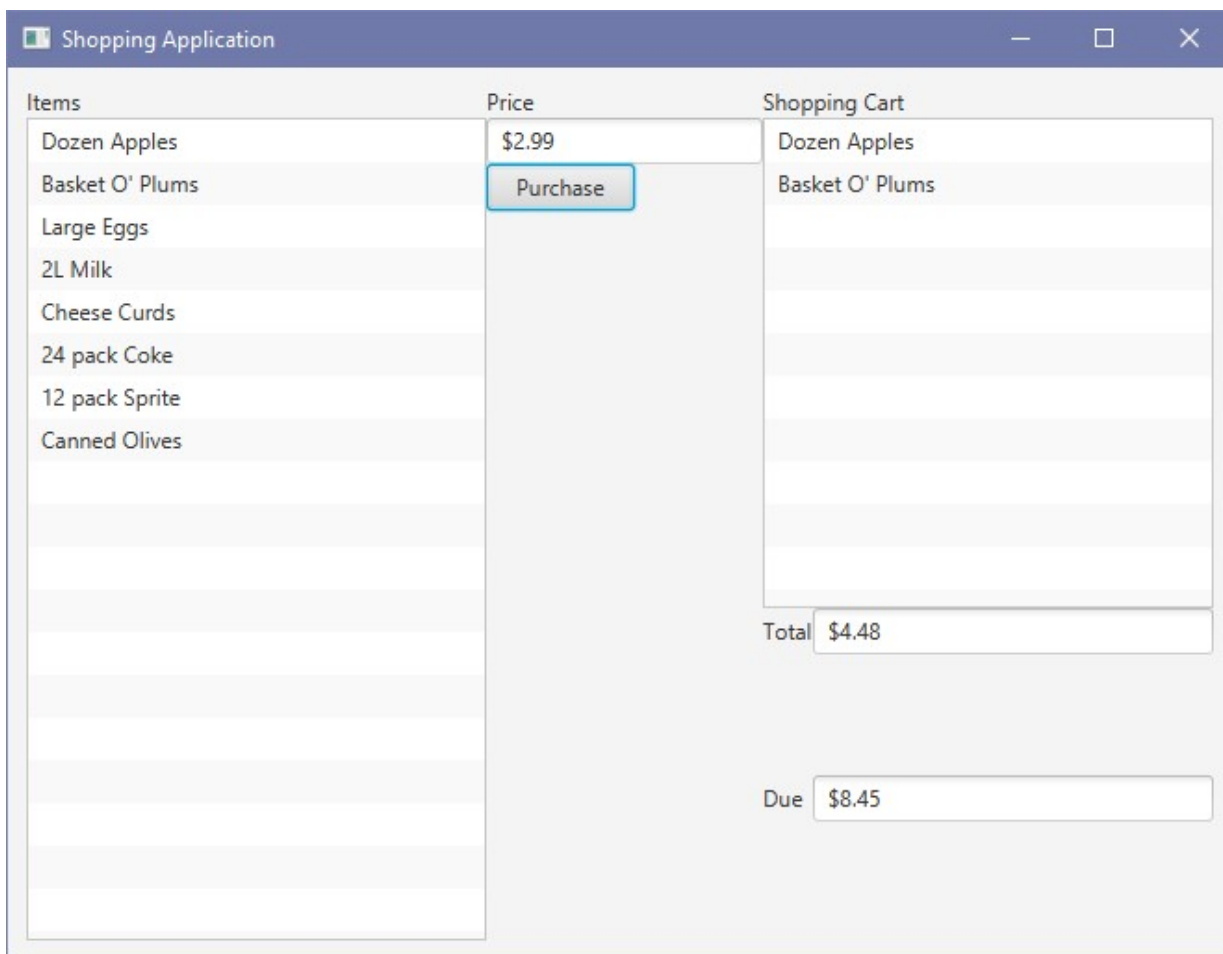 Shopping Application
Items
Dozen Apples
Basket O' Plums
Large Eggs
2L Milk
Cheese Curds
24 pack Coke
12 pack Sprite
Canned Olives
Price
$2.99
Purchase
Shopping Cart
Dozen Apples
Basket O' Plums
Total $4.48
Due $8.45